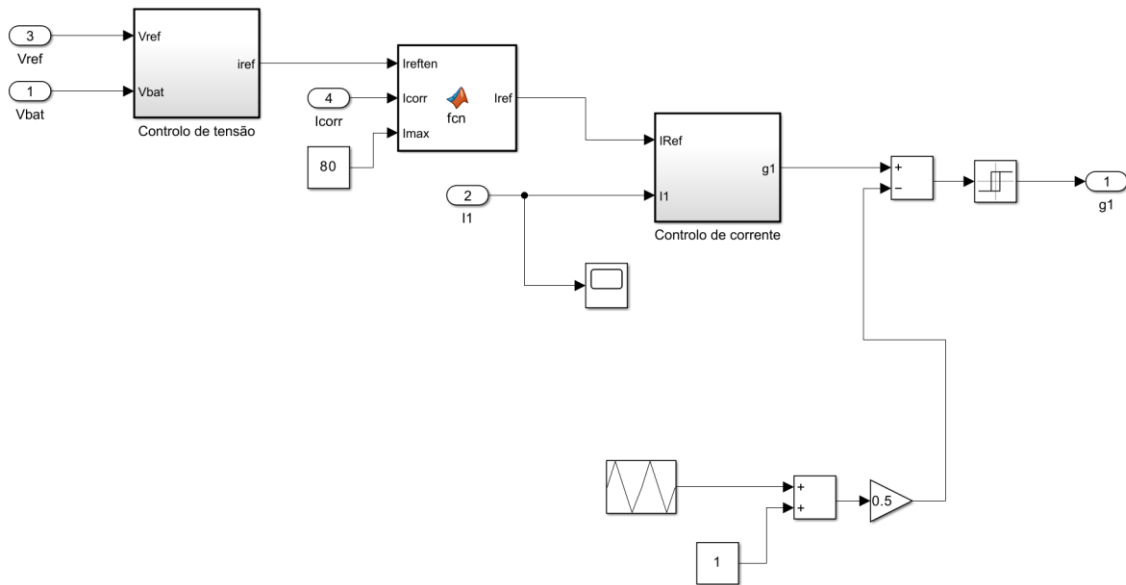 3
Vref
1
Vbat
Vref
Vbat
iref
Controlo de tensão
4
Icorr
80
Ireften
Icorr
Imax
fcn
Iref
2
I1
IRef
I1
g1
Controlo de corrente
+
−
1
g1
+
+
1
0.5